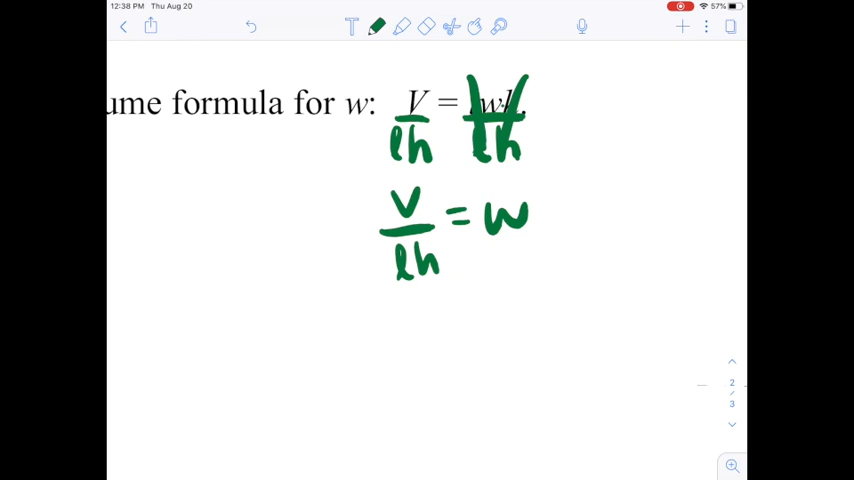 12:38 PM Thu Aug 20 57%
T
ume formula for w: V = lwh.
lh lh
V = w
lh
2
/
3